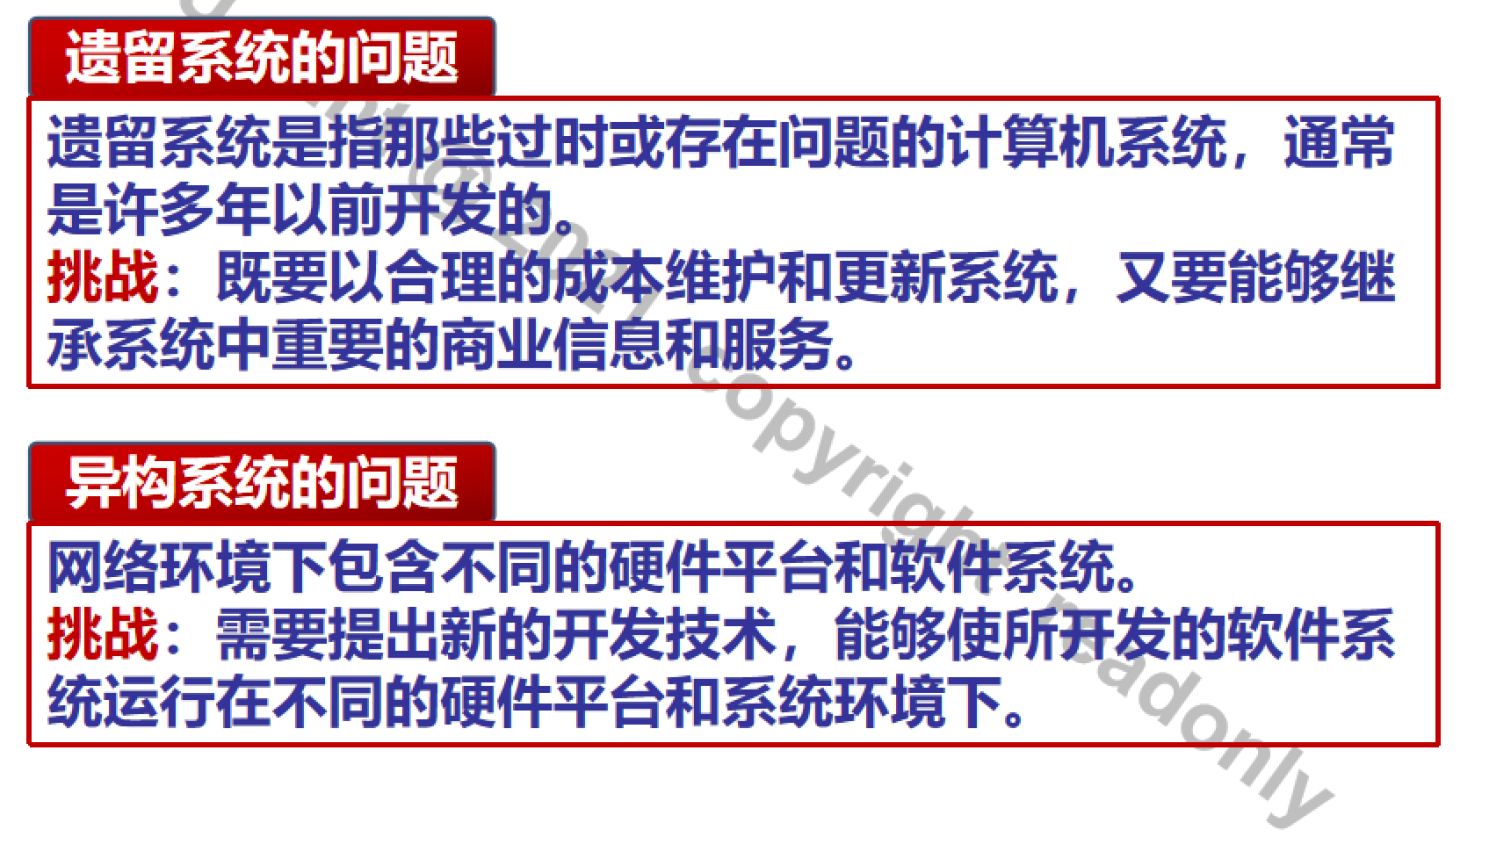 遗留系统的问题
遗留系统是指那些过时或存在问题的计算机系统，通常
是许多年以前开发的。
挑战：既要以合理的成本维护和更新系统，又要能够继
承系统中重要的商业信息和服务。
异构系统的问题
网络环境下包含不同的硬件平台和软件系统。
挑战：需要提出新的开发技术，能够使所开发的软件系
统运行在不同的硬件平台和系统环境下。
@ 2021 copyright readonly